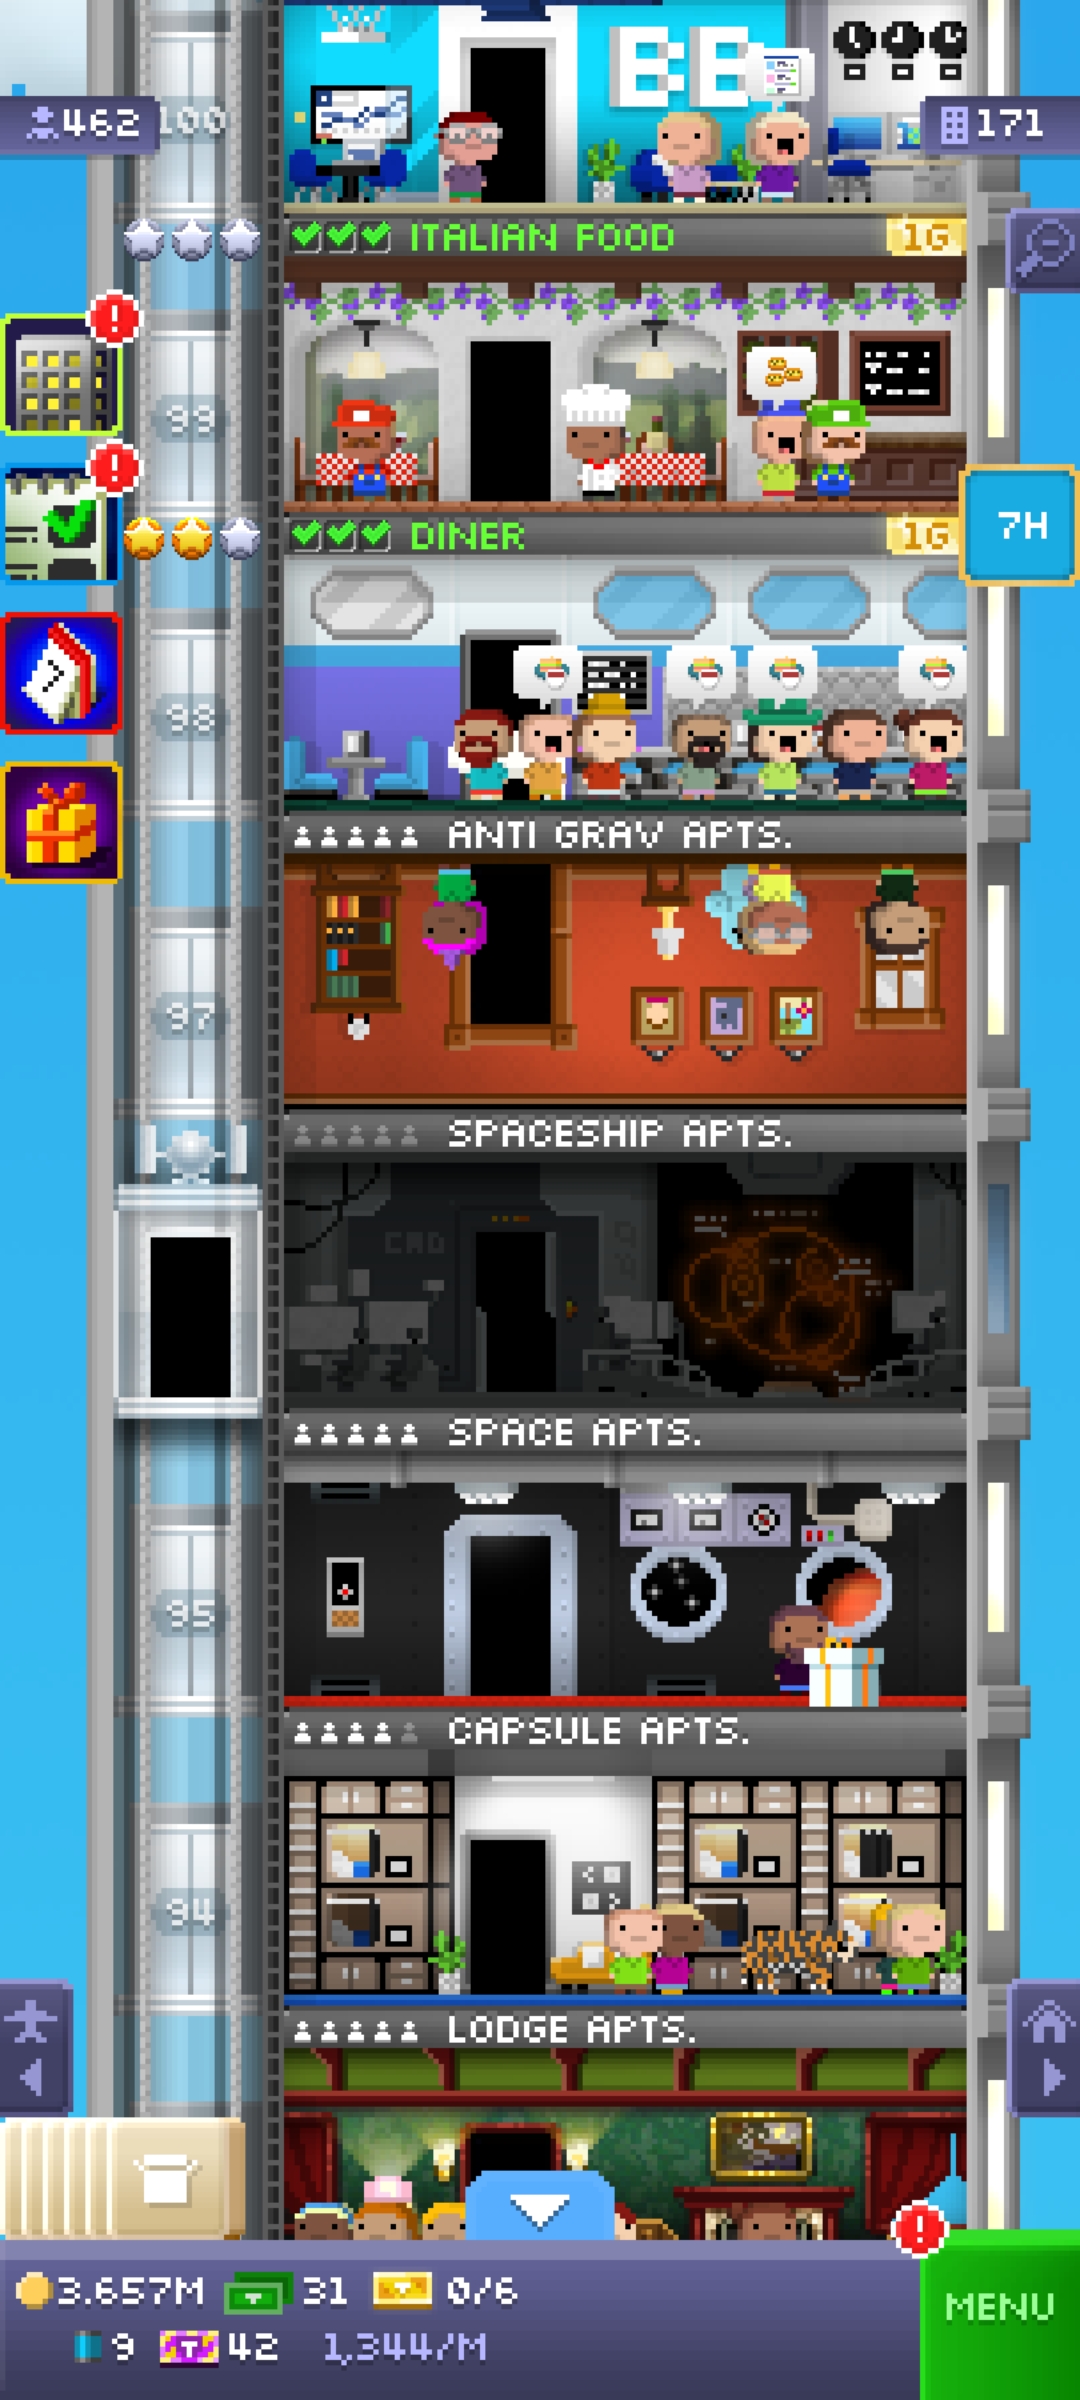 BB
462
100
171
ITALIAN FOOD
1G
99
DINER
1G
7H
98
ANTI GRAV APTS.
97
SPACESHIP APTS.
SPACE APTS.
95
CAPSULE APTS.
94
LODGE APTS.
3.657M
31
0/6
MENU
9
T
42
1,344/M